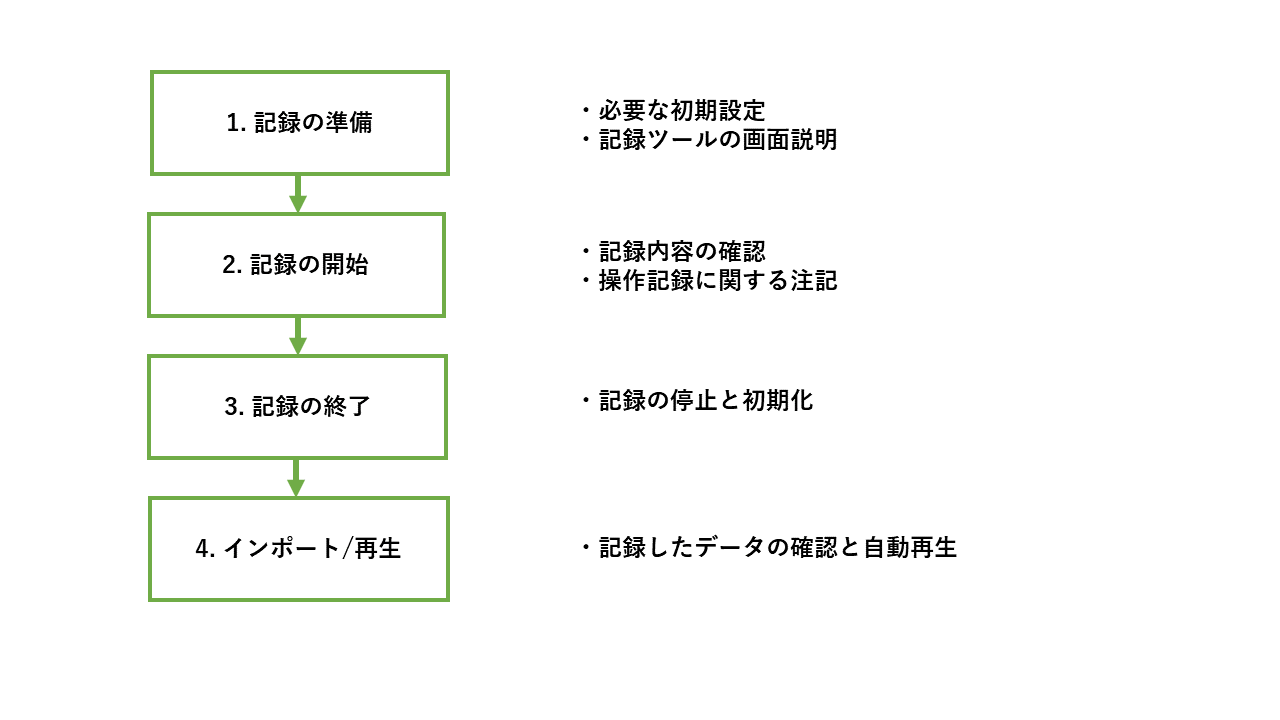 1. 記録の準備
・必要な初期設定
・記録ツールの画面説明
2. 記録の開始
・記録内容の確認
・操作記録に関する注記
3. 記録の終了
・記録の停止と初期化
4. インポート/再生
・記録したデータの確認と自動再生